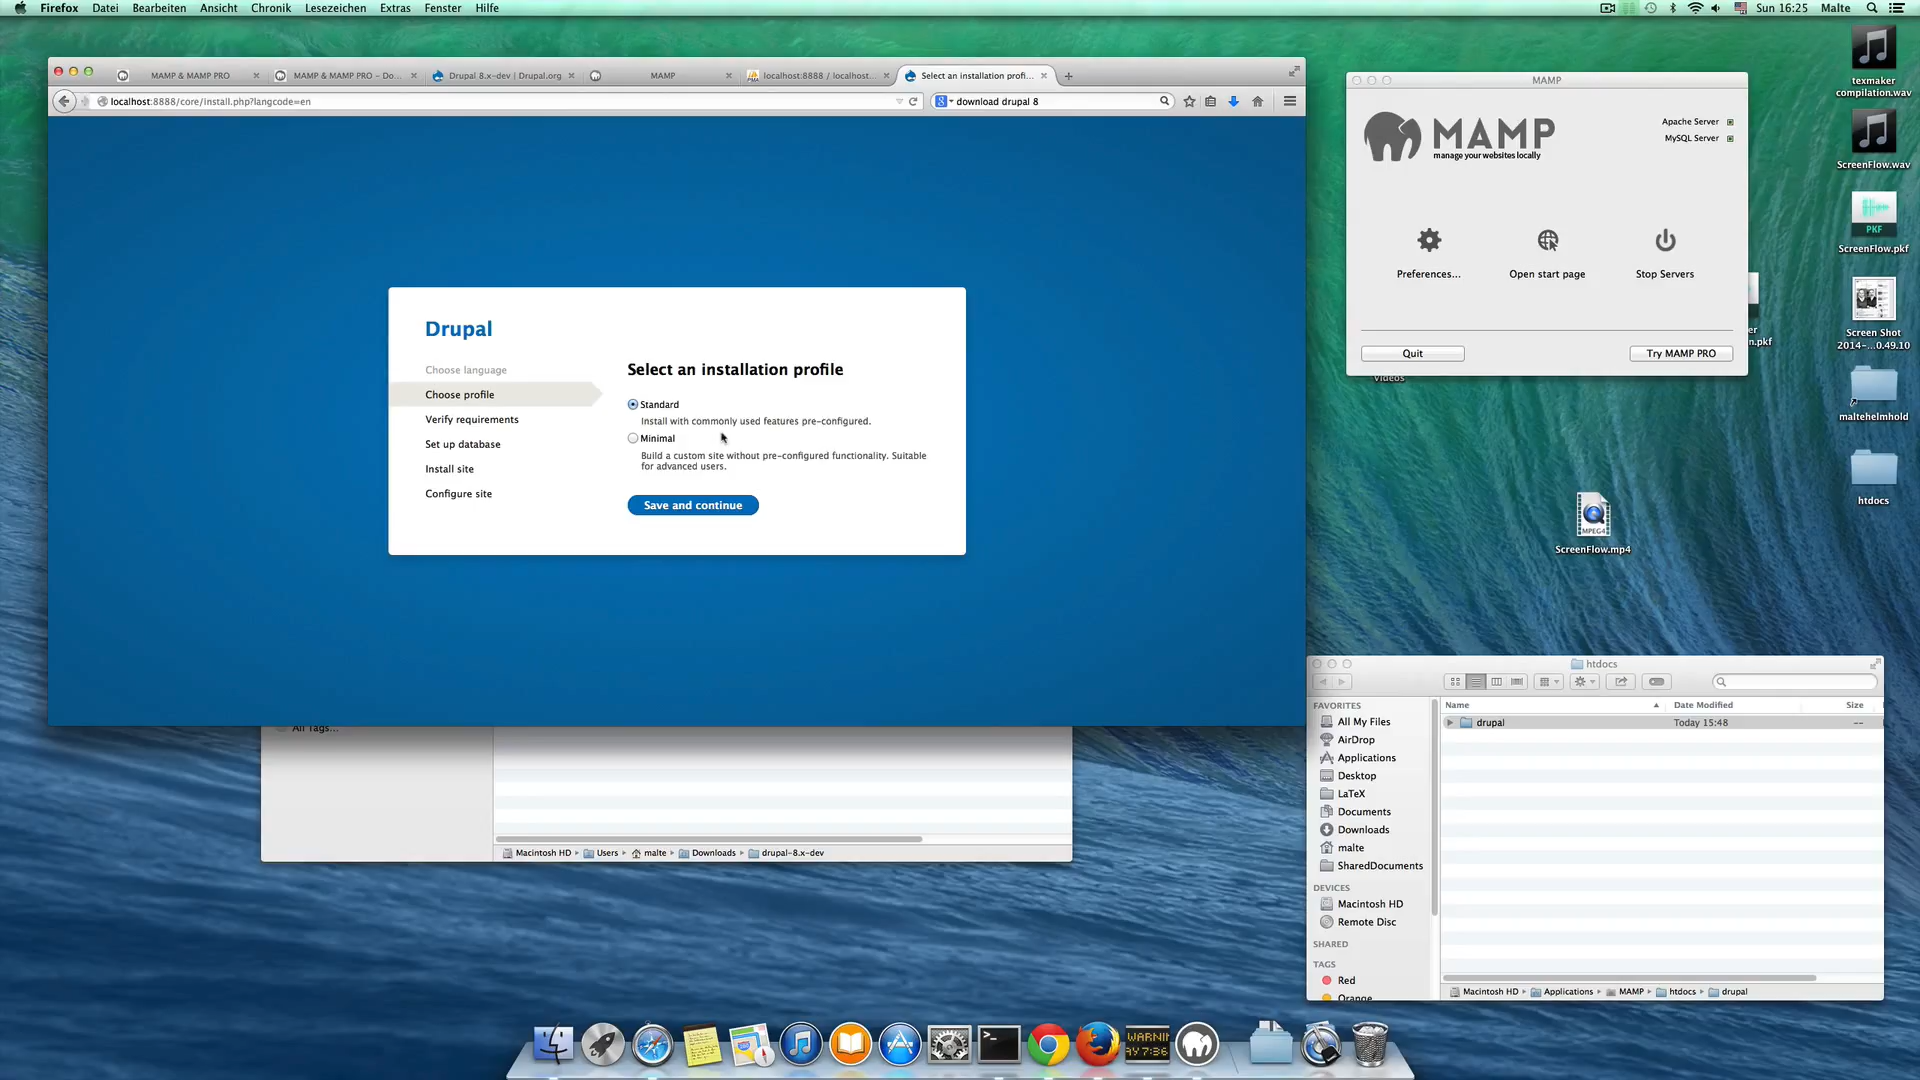 Firefox Datei Bearbeiten Ansicht Chronik Lesezeichen Extras Fenster Hilfe
Sun 16:25 Malte
MAMP & MAMP PRO
MAMP & MAMP PRO - Do...
Drupal 8.x-dev | Drupal.org
MAMP
localhost:8888 / localhost...
Select an installation profi...
localhost:8888/core/install.php?langcode=en
download drupal 8
Drupal
Choose language
Choose profile
Verify requirements
Set up database
Install site
Configure site
Select an installation profile
Standard
Install with commonly used features pre-configured.
Minimal
Build a custom site without pre-configured functionality. Suitable
for advanced users.
Save and continue
MAMP
MAMP
manage your websites locally
Apache Server
MySQL Server
Preferences...
Open start page
Stop Servers
Quit
Try MAMP PRO
Videos
texmaker
compilation.wav
ScreenFlow.wav
PKF
ScreenFlow.pkf
er
n.pkf
Screen Shot
2014-...0.49.10
maltehelmhold
htdocs
MPEG4
ScreenFlow.mp4
All Tags...
Macintosh HD Users malte Downloads drupal-8.x-dev
htdocs
FAVORITES
All My Files
AirDrop
Applications
Desktop
LaTeX
Documents
Downloads
malte
SharedDocuments
DEVICES
Macintosh HD
Remote Disc
SHARED
TAGS
Red
Orange
Name Date Modified Size
drupal Today 15:48 --
Macintosh HD Applications MAMP htdocs drupal
WARNIN
AY 7:36